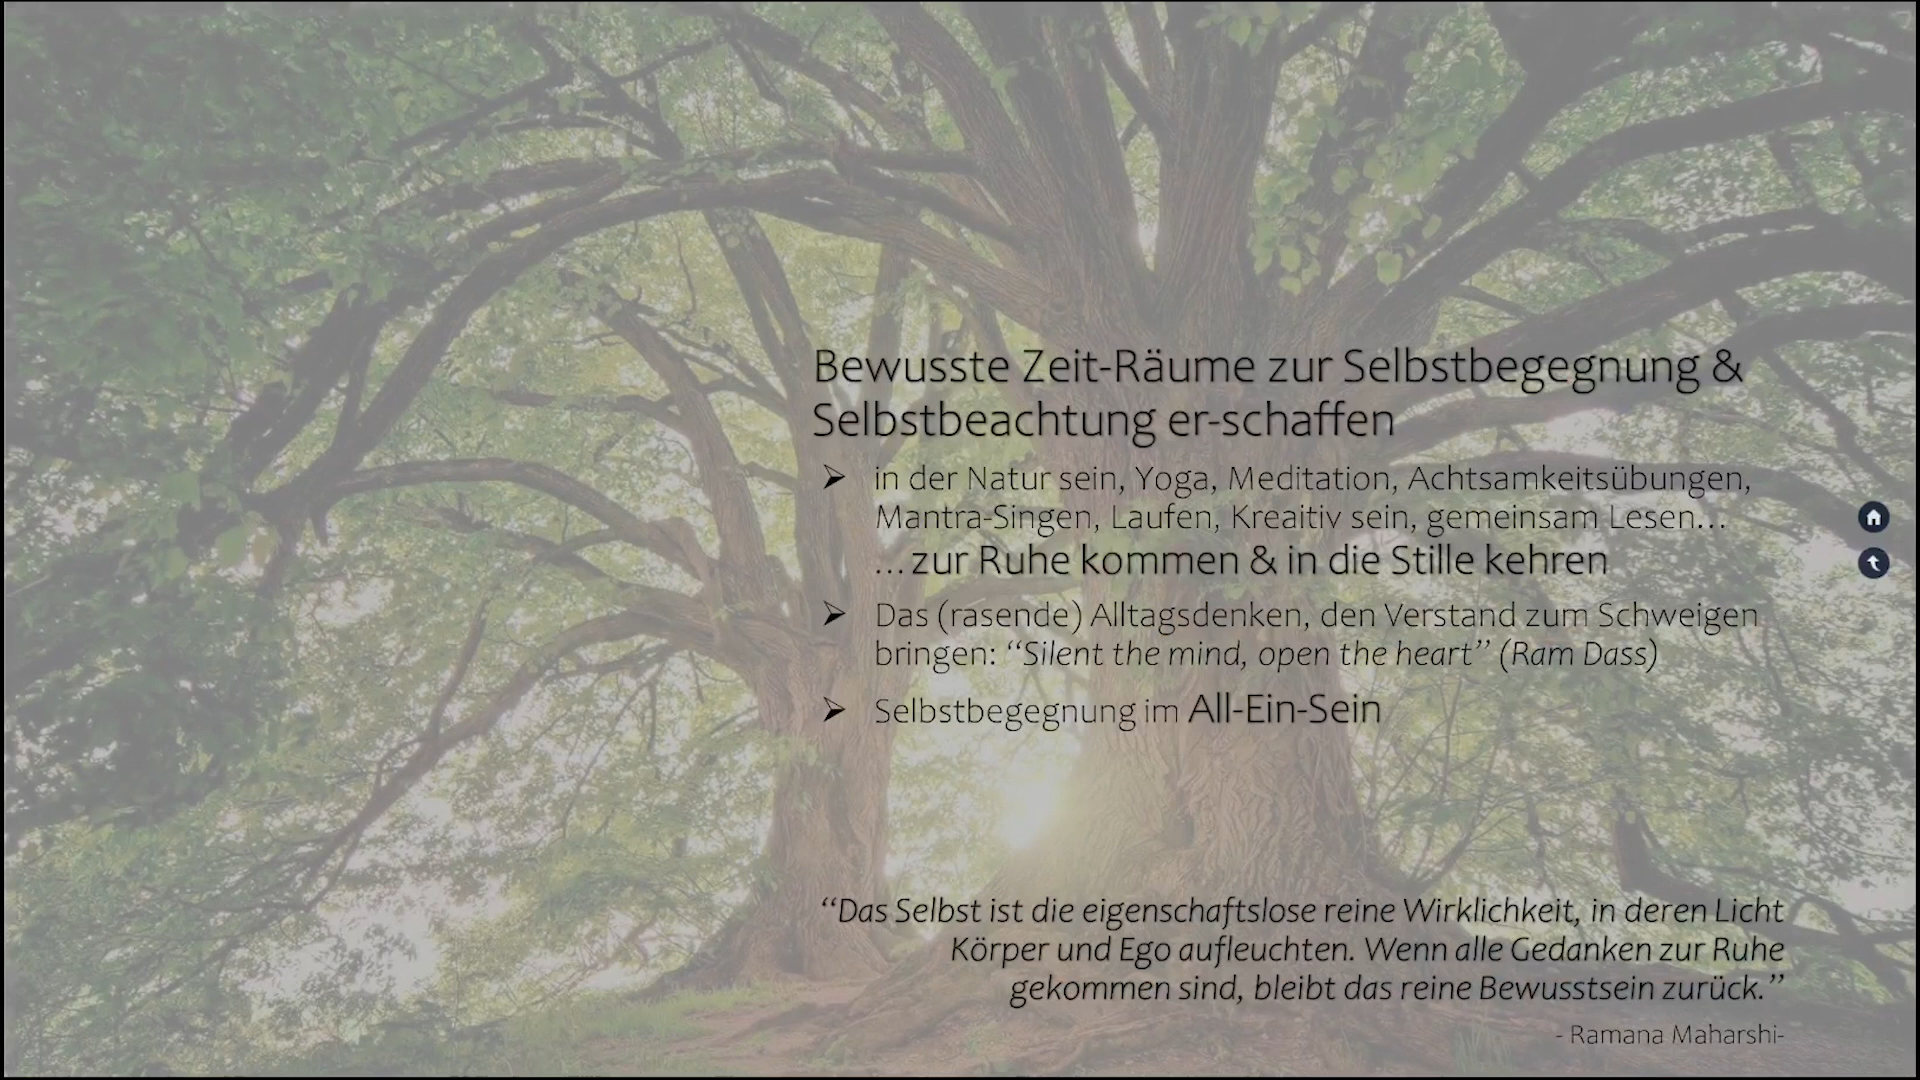 Bewusste Zeit-Räume zur Selbstbegegnung &
Selbstbeachtung er-schaffen
➢ in der Natur sein, Yoga, Meditation, Achtsamkeitsübungen,
Mantra-Singen, Laufen, Kreaitiv sein, gemeinsam Lesen…
…zur Ruhe kommen & in die Stille kehren
➢ Das (rasende) Alltagsdenken, den Verstand zum Schweigen
bringen: “Silent the mind, open the heart” (Ram Dass)
➢ Selbstbegegnung im All-Ein-Sein
“Das Selbst ist die eigenschaftslose reine Wirklichkeit, in deren Licht
Körper und Ego aufleuchten. Wenn alle Gedanken zur Ruhe
gekommen sind, bleibt das reine Bewusstsein zurück.”
- Ramana Maharshi-